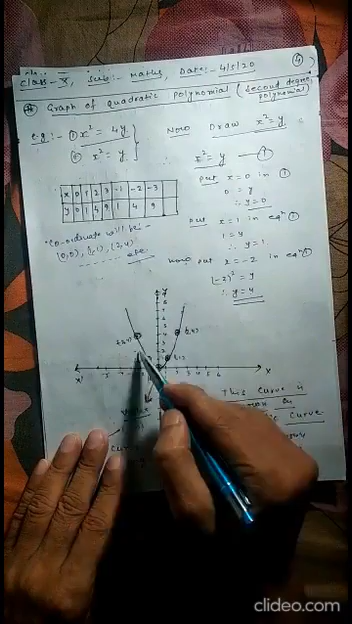 Class:- X, Sub:- Maths, Date:- 4/5/20 (4)
Graph of quadratic Polynomial (Second degree Polynomial)
e.g:- ① x² = 4y
② x² = y
Now Draw x² = y
x² = y — ①
put x = 0 in ①
0 = y
∴ y = 0
put x = 1 in eqⁿ ①
1 = y
∴ y = 1
Now put x = -2 in eqⁿ ①
(-2)² = y
∴ y = 4
x 0 1 2 3 -1 -2 -3
y 0 1 4 9 1 4 9
Co-ordinate will be -
(0,0), (1,1), (2,4)
etc.
Y
X' X
This Curve is
Curve
clideo.com